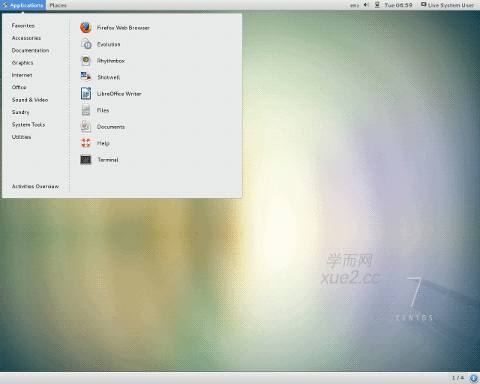 Applications Places
en₂ Tue 06:59 Live System User
Favorites
Accessories
Documentation
Graphics
Internet
Office
Sound & Video
Sundry
System Tools
Utilities
Activities Overview
Firefox Web Browser
Evolution
Rhythmbox
Shotwell
LibreOffice Writer
Files
Documents
Help
Terminal
学而网
xue2.cc
7
CENTOS
1 / 4